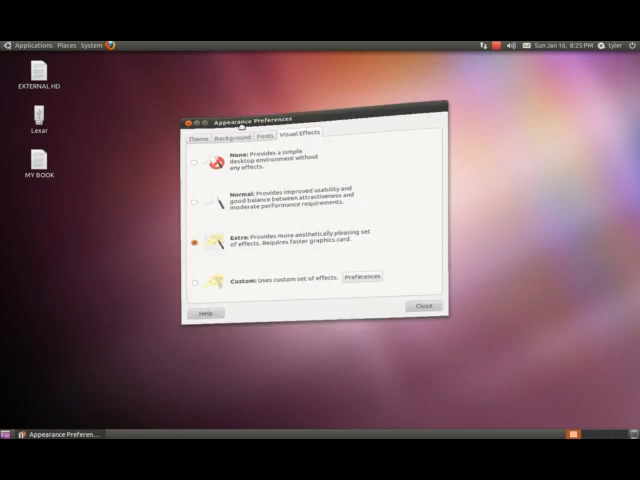 Applications Places System
Sun Jan 16, 8:25 PM tyler
EXTERNAL HD
Lexar
MY BOOK
Appearance Preferences
Theme Background Fonts Visual Effects
None: Provides a simple
desktop environment without
any effects.
Normal: Provides improved usability and
good balance between attractiveness and
moderate performance requirements.
Extra: Provides more aesthetically pleasing set
of effects. Requires faster graphics card.
Custom: Uses custom set of effects. Preferences
Help Close
Appearance Preferen...